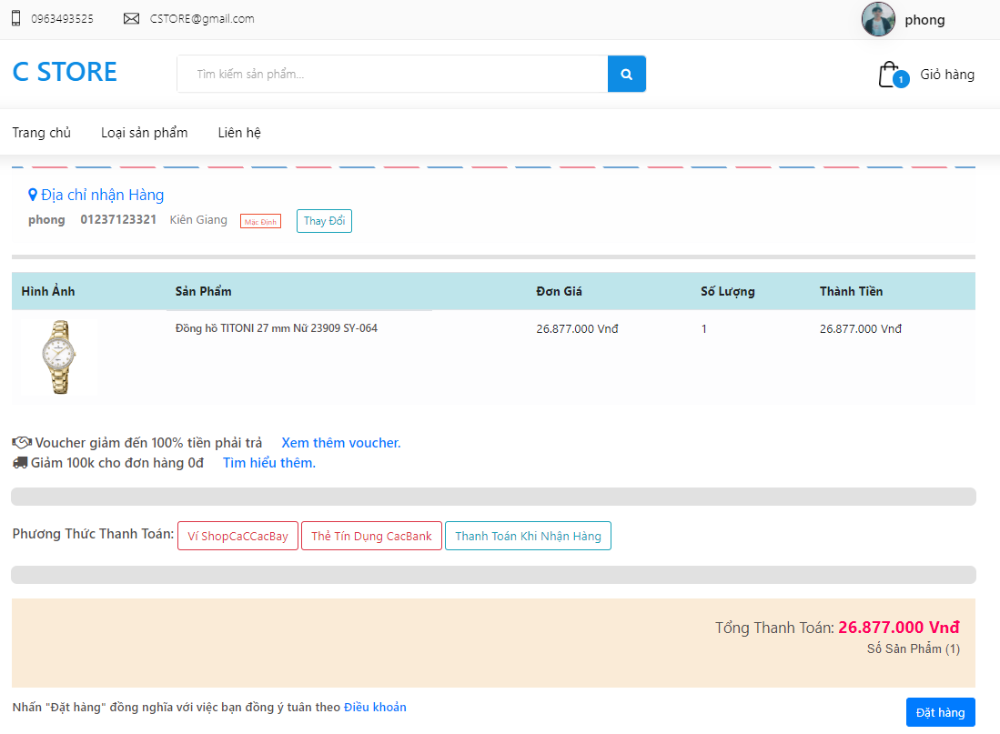 0963493525 CSTORE@gmail.com phong
C STORE Tìm kiếm sản phẩm... 1 Giỏ hàng
Trang chủ Loại sản phẩm Liên hệ
Địa chỉ nhận Hàng
phong 01237123321 Kiên Giang Mặc Định Thay Đổi
Hình Ảnh Sản Phẩm Đơn Giá Số Lượng Thành Tiền
Đồng hồ TITONI 27 mm Nữ 23909 SY-064 26.877.000 Vnđ 1 26.877.000 Vnđ
Voucher giảm đến 100% tiền phải trả Xem thêm voucher.
Giảm 100k cho đơn hàng 0đ Tìm hiểu thêm.
Phương Thức Thanh Toán: Ví ShopCaCCacBay Thẻ Tín Dụng CacBank Thanh Toán Khi Nhận Hàng
Tổng Thanh Toán: 26.877.000 Vnđ
Số Sản Phẩm (1)
Nhấn "Đặt hàng" đồng nghĩa với việc bạn đồng ý tuân theo Điều khoản
Đặt hàng